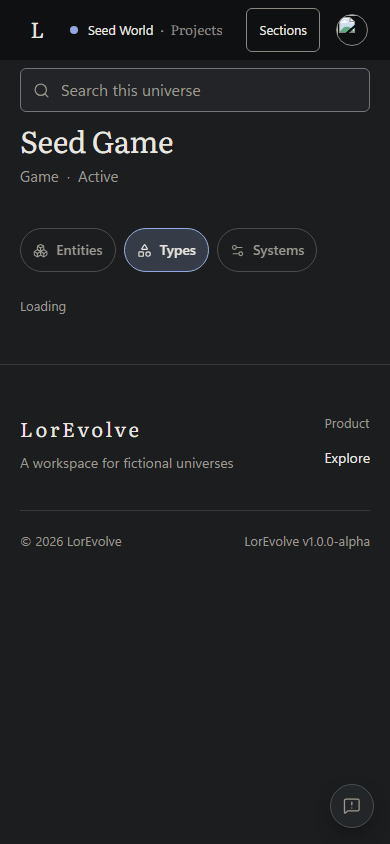 L Seed World · Projects Sections
Search this universe
Seed Game
Game · Active
Entities Types Systems
Loading
LorEvolve Product
A workspace for fictional universes Explore
© 2026 LorEvolve LorEvolve v1.0.0-alpha